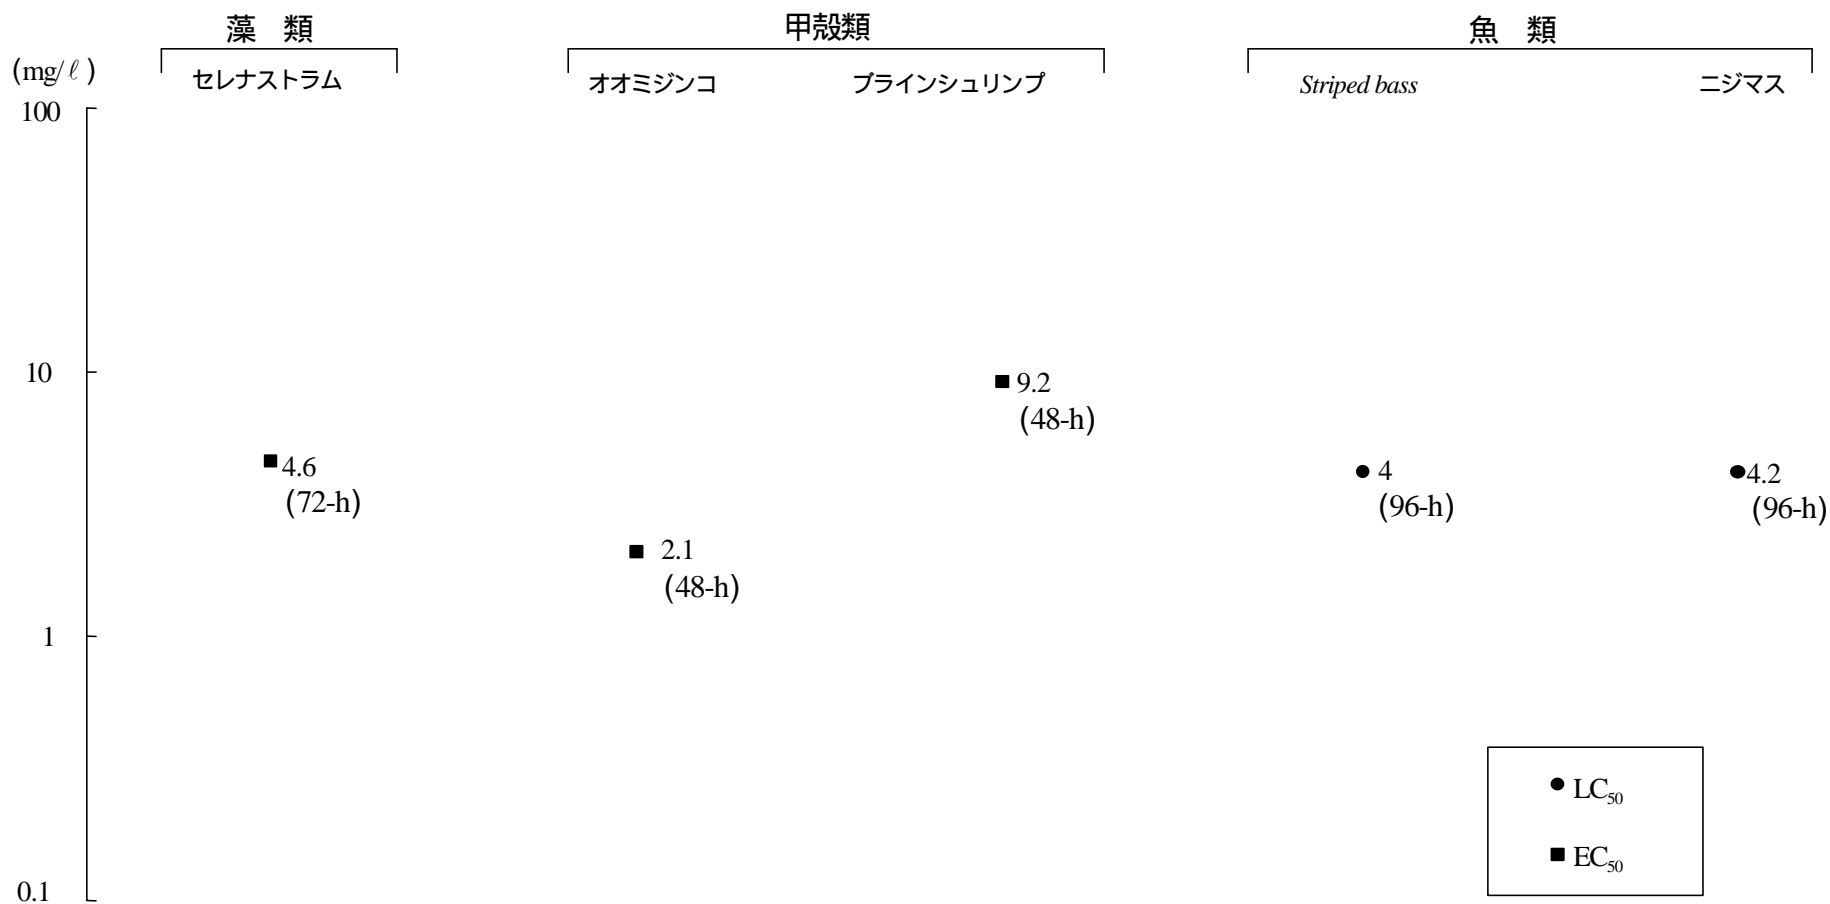 藻　類
甲殻類
魚　類
(mg/ℓ)
セレナストラム
オオミジンコ
ブラインシュリンプ
Striped bass
ニジマス
100
10
9.2
(48-h)
4.6
(72-h)
4
(96-h)
4.2
(96-h)
2.1
(48-h)
1
LC50
EC50
0.1